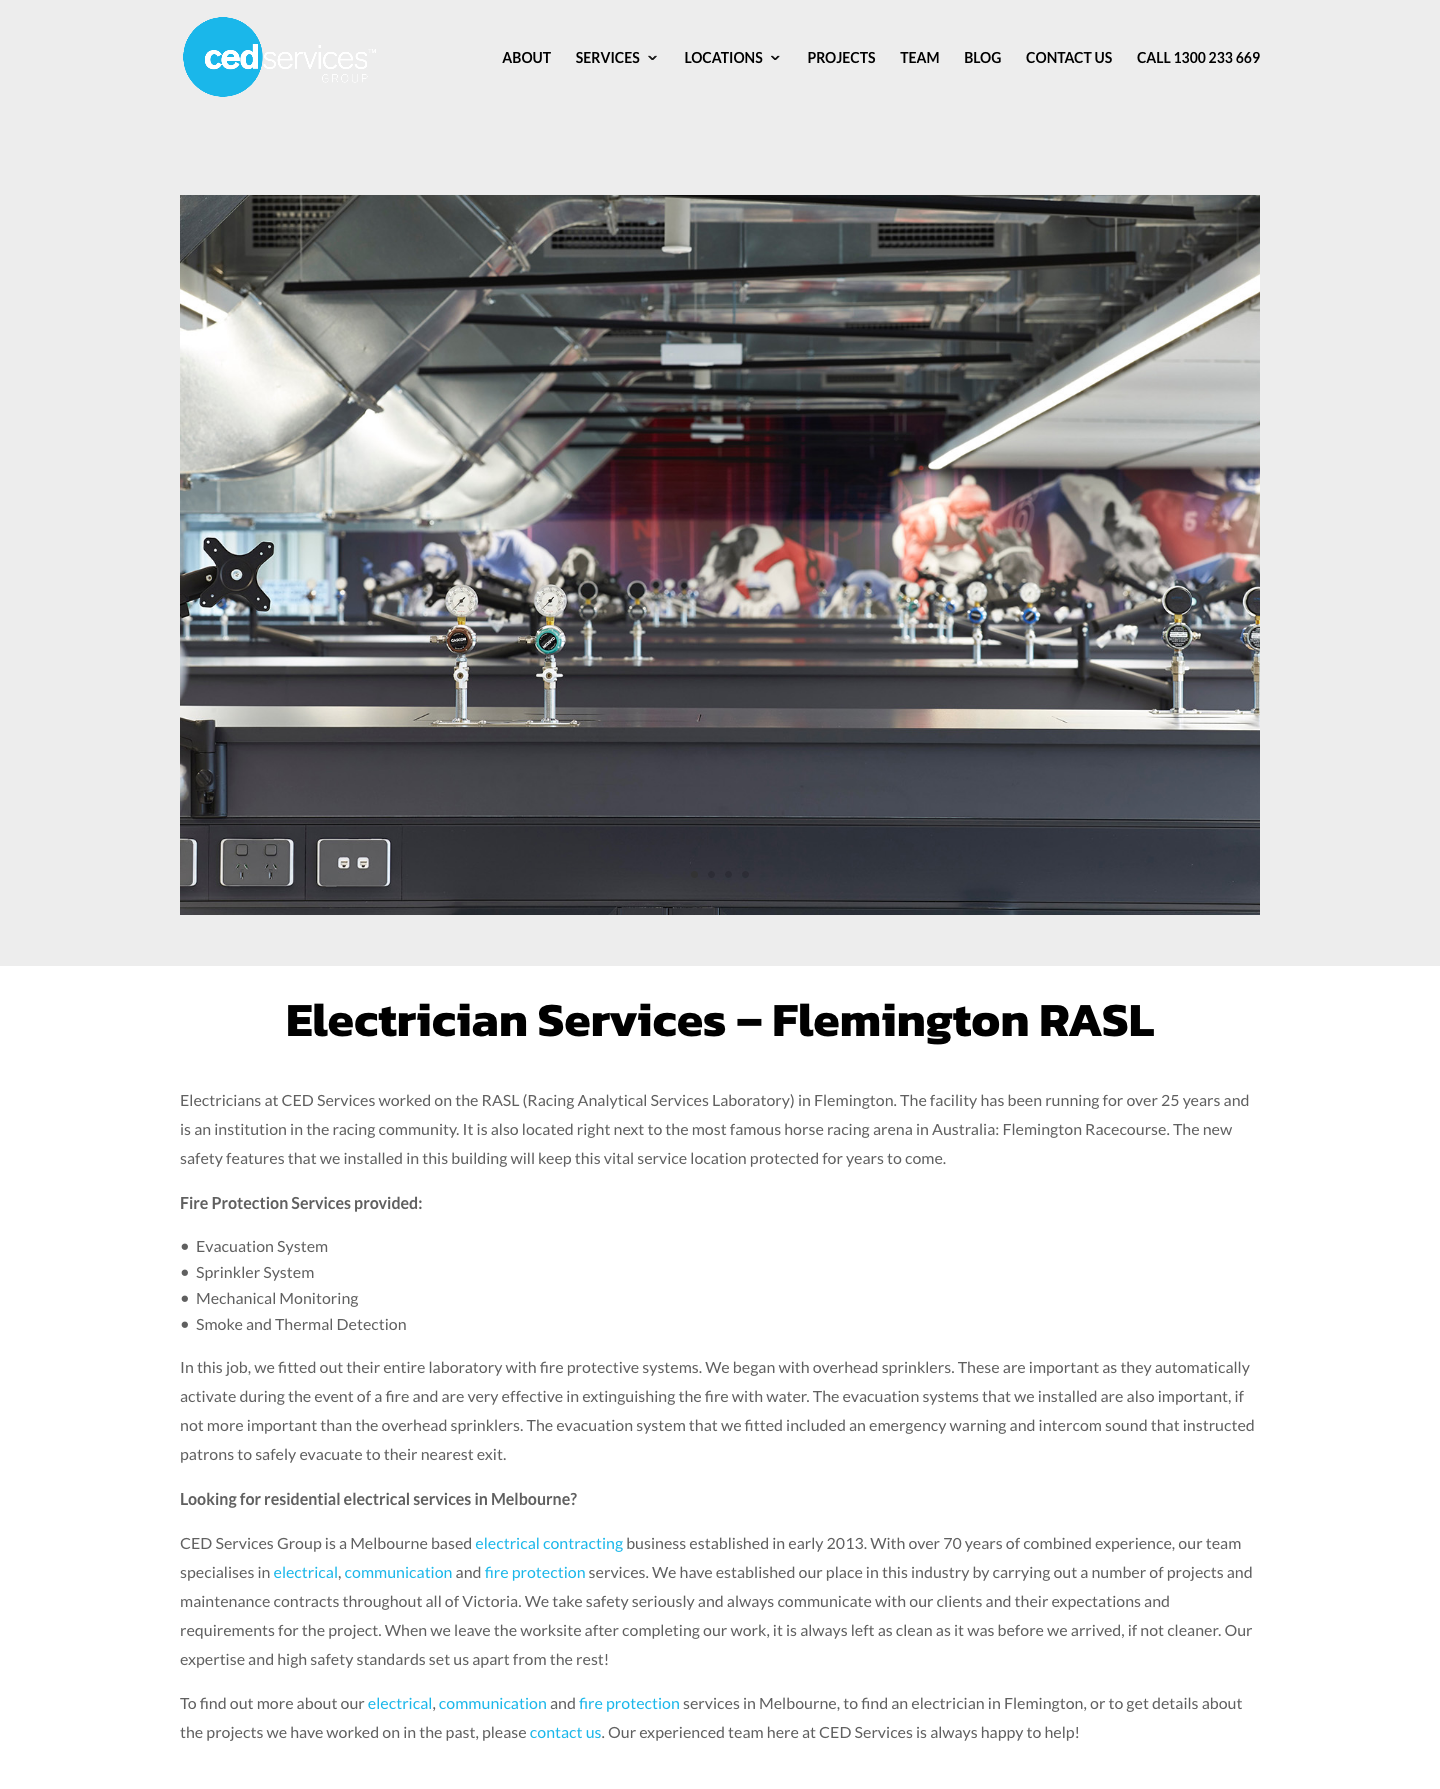 cedservices™
GROUP
ABOUT SERVICES LOCATIONS PROJECTS TEAM BLOG CONTACT US CALL 1300 233 669
Electrician Services – Flemington RASL
Electricians at CED Services worked on the RASL (Racing Analytical Services Laboratory) in Flemington. The facility has been running for over 25 years and
is an institution in the racing community. It is also located right next to the most famous horse racing arena in Australia: Flemington Racecourse. The new
safety features that we installed in this building will keep this vital service location protected for years to come.
Fire Protection Services provided:
• Evacuation System
• Sprinkler System
• Mechanical Monitoring
• Smoke and Thermal Detection
In this job, we fitted out their entire laboratory with fire protective systems. We began with overhead sprinklers. These are important as they automatically
activate during the event of a fire and are very effective in extinguishing the fire with water. The evacuation systems that we installed are also important, if
not more important than the overhead sprinklers. The evacuation system that we fitted included an emergency warning and intercom sound that instructed
patrons to safely evacuate to their nearest exit.
Looking for residential electrical services in Melbourne?
CED Services Group is a Melbourne based electrical contracting business established in early 2013. With over 70 years of combined experience, our team
specialises in electrical, communication and fire protection services. We have established our place in this industry by carrying out a number of projects and
maintenance contracts throughout all of Victoria. We take safety seriously and always communicate with our clients and their expectations and
requirements for the project. When we leave the worksite after completing our work, it is always left as clean as it was before we arrived, if not cleaner. Our
expertise and high safety standards set us apart from the rest!
To find out more about our electrical, communication and fire protection services in Melbourne, to find an electrician in Flemington, or to get details about
the projects we have worked on in the past, please contact us. Our experienced team here at CED Services is always happy to help!